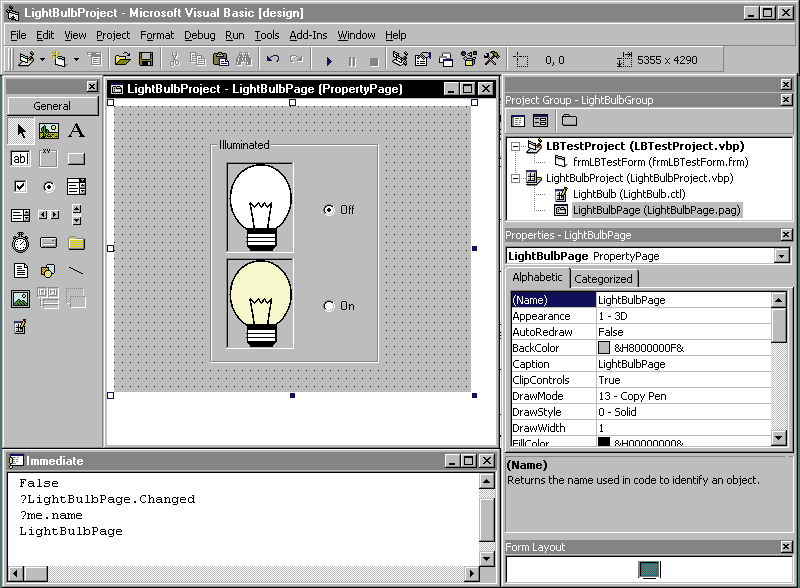 LightBulbProject - Microsoft Visual Basic [design]
File Edit View Project Format Debug Run Tools Add-Ins Window Help
0, 0 5355 x 4290
General
A
ab|
xv
LightBulbProject - LightBulbPage (PropertyPage)
Illuminated
Off
On
Project Group - LightBulbGroup
LBTestProject (LBTestProject.vbp)
frmLBTestForm (frmLBTestForm.frm)
LightBulbProject (LightBulbProject.vbp)
LightBulb (LightBulb.ctl)
LightBulbPage (LightBulbPage.pag)
Properties - LightBulbPage
LightBulbPage PropertyPage
Alphabetic Categorized
(Name) LightBulbPage
Appearance 1 - 3D
AutoRedraw False
BackColor &H8000000F&
Caption LightBulbPage
ClipControls True
DrawMode 13 - Copy Pen
DrawStyle 0 - Solid
DrawWidth 1
FillColor &H00000000&
(Name)
Returns the name used in code to identify an object.
Form Layout
Immediate
False
?LightBulbPage.Changed
?me.name
LightBulbPage